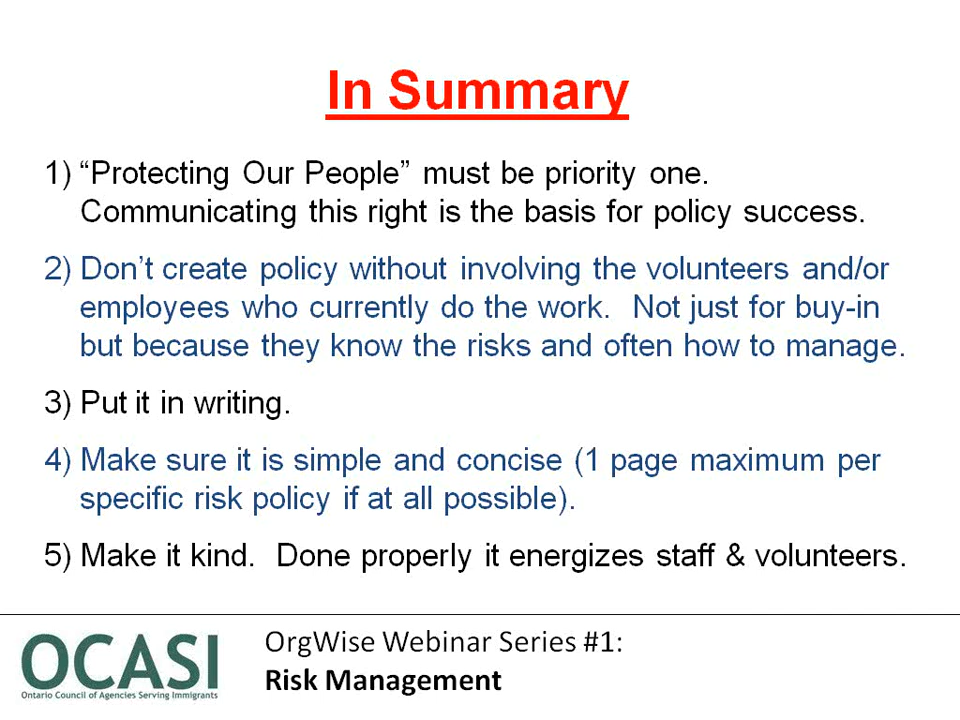 In Summary
1) “Protecting Our People” must be priority one.
Communicating this right is the basis for policy success.
2) Don’t create policy without involving the volunteers and/or
employees who currently do the work.  Not just for buy-in
but because they know the risks and often how to manage.
3) Put it in writing.
4) Make sure it is simple and concise (1 page maximum per
specific risk policy if at all possible).
5) Make it kind.  Done properly it energizes staff & volunteers.
OCASI
Ontario Council of Agencies Serving Immigrants
OrgWise Webinar Series #1:
Risk Management